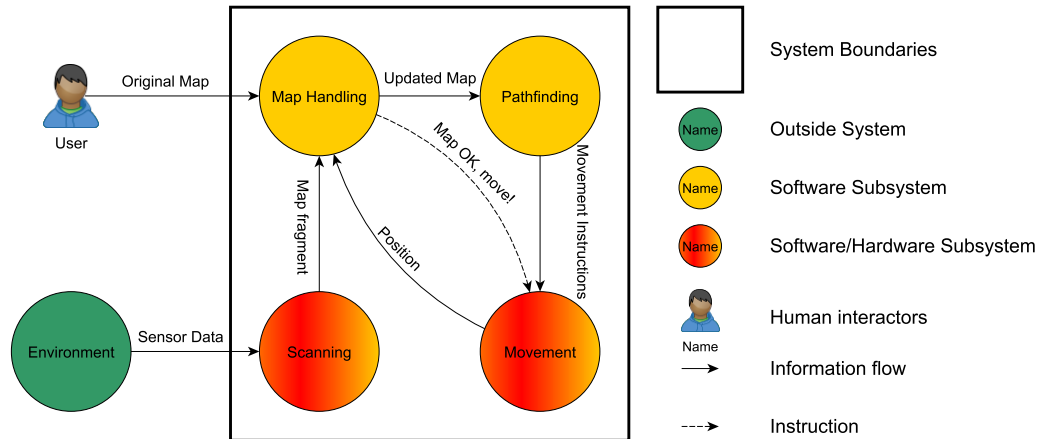 Original Map
User
Map Handling
Updated Map
Pathfinding
Map OK, move!
Movement Instructions
Map fragment
Position
Environment
Sensor Data
Scanning
Movement
System Boundaries
Name
Outside System
Name
Software Subsystem
Name
Software/Hardware Subsystem
Human interactors
Name
Information flow
Instruction